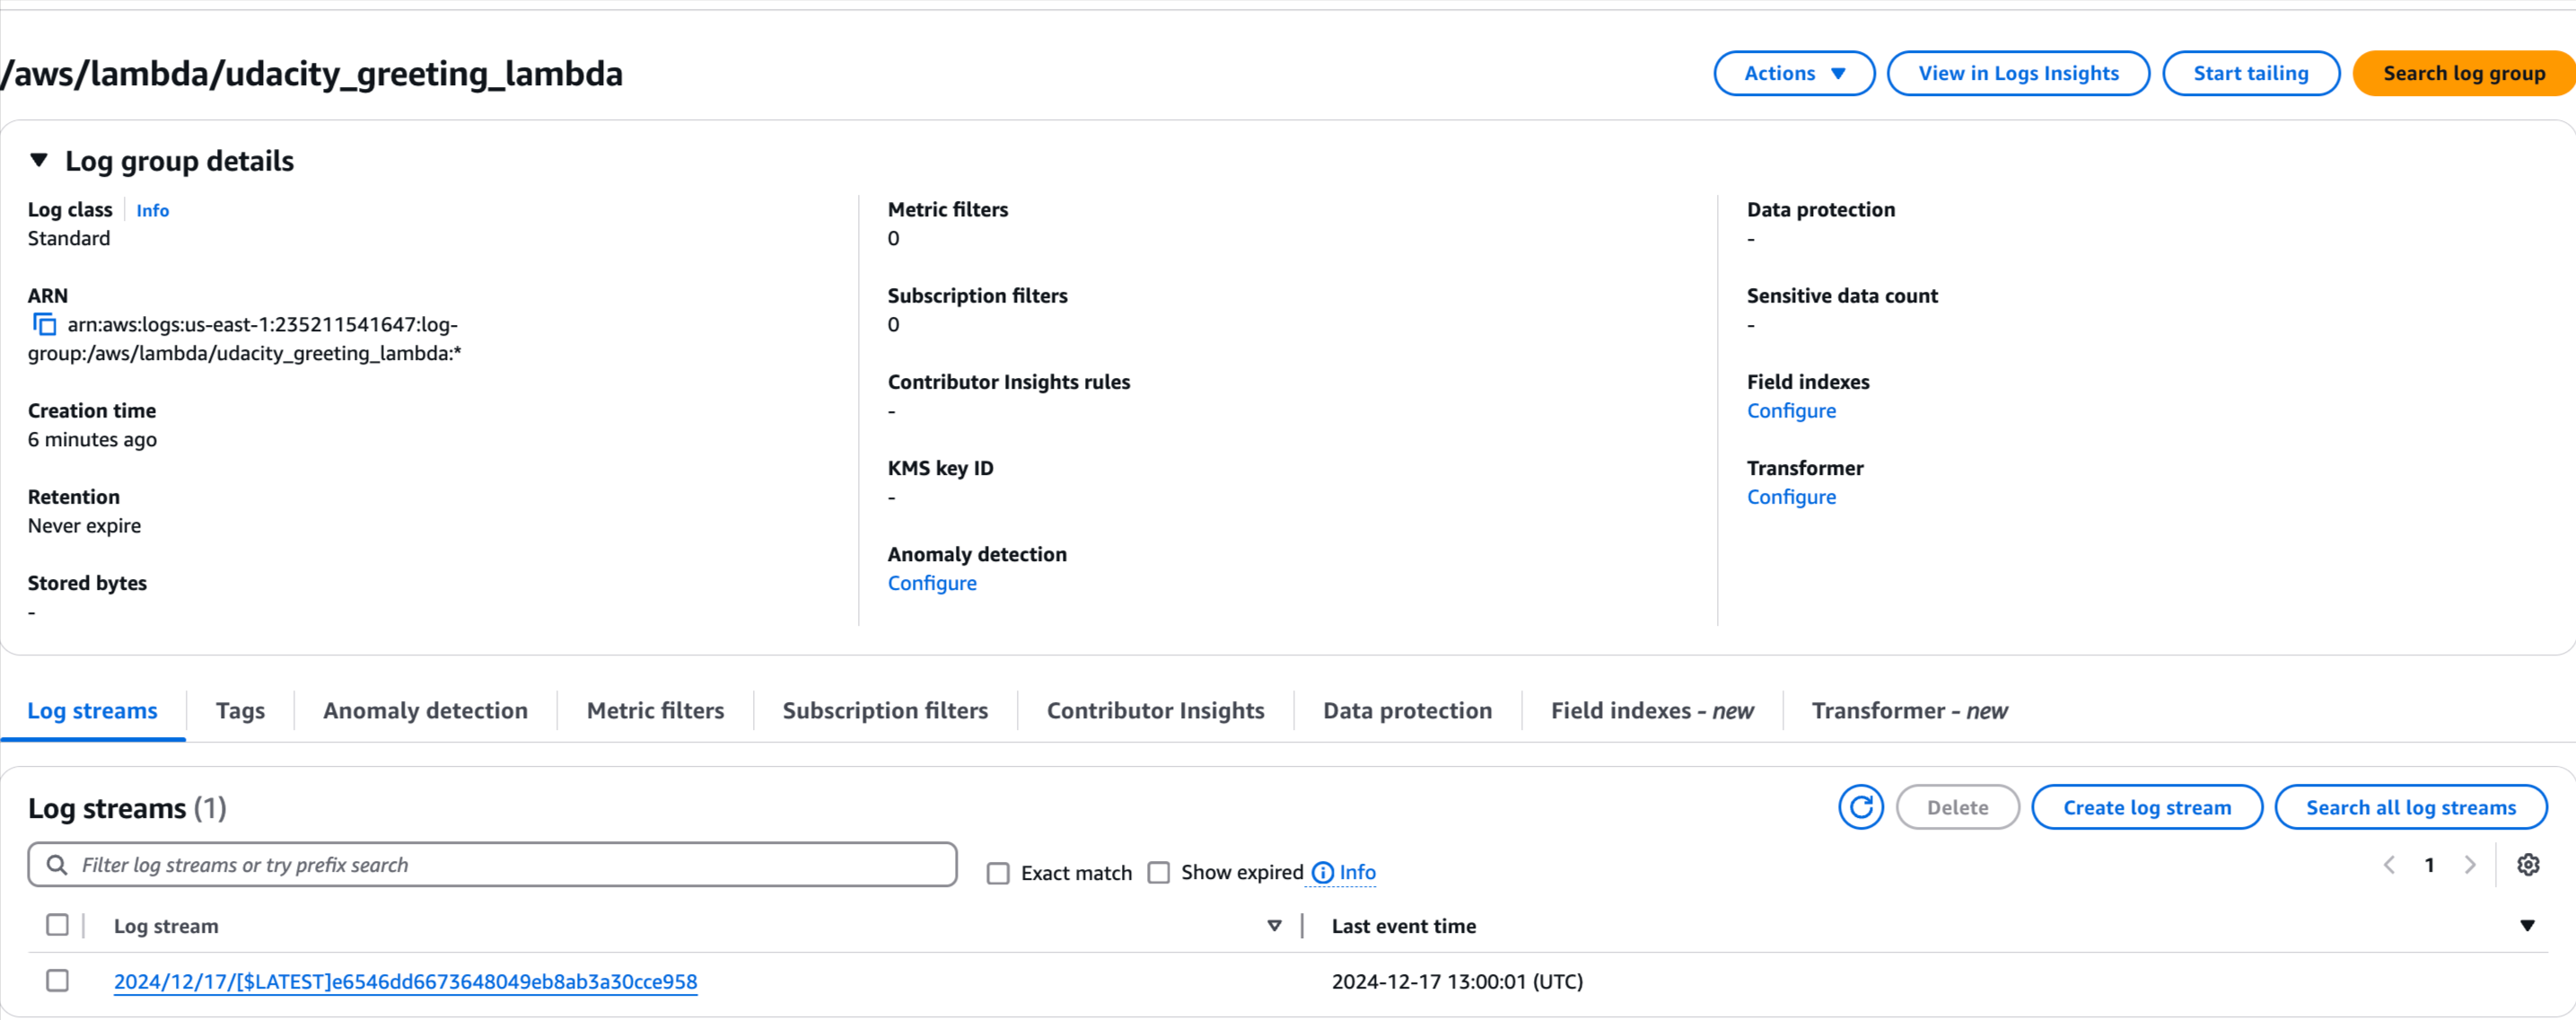 /aws/lambda/udacity_greeting_lambda
Actions
View in Logs Insights
Start tailing
Search log group
Log group details
Log class
Info
Standard
ARN
arn:aws:logs:us-east-1:235211541647:log-
group:/aws/lambda/udacity_greeting_lambda:*
Creation time
6 minutes ago
Retention
Never expire
Stored bytes
-
Metric filters
0
Subscription filters
0
Contributor Insights rules
-
KMS key ID
-
Anomaly detection
Configure
Data protection
-
Sensitive data count
-
Field indexes
Configure
Transformer
Configure
Log streams
Tags
Anomaly detection
Metric filters
Subscription filters
Contributor Insights
Data protection
Field indexes - new
Transformer - new
Log streams (1)
Delete
Create log stream
Search all log streams
Filter log streams or try prefix search
Exact match
Show expired
Info
1
Log stream
Last event time
2024/12/17/[$LATEST]e6546dd6673648049eb8ab3a30cce958
2024-12-17 13:00:01 (UTC)